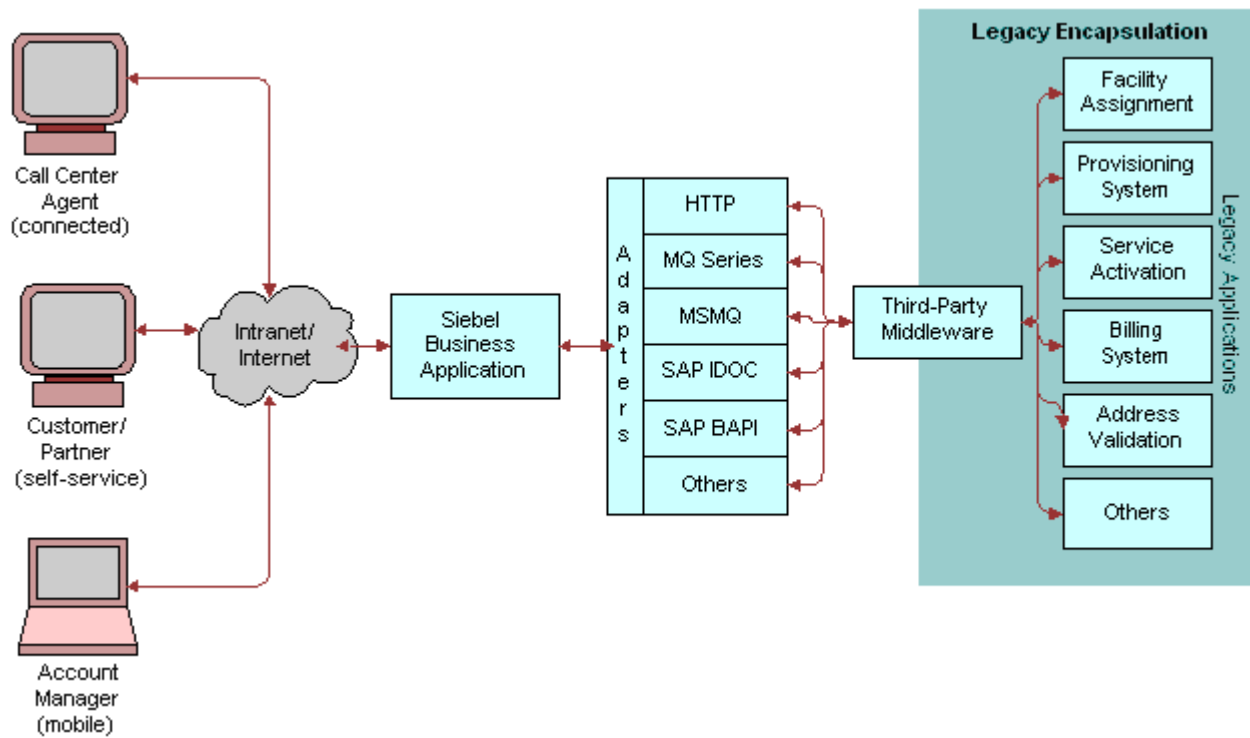 Call Center
Agent
(connected)
Customer/
Partner
(self-service)
Account
Manager
(mobile)
Intranet/
Internet
Siebel
Business
Application
Adapters
HTTP
MQ Series
MSMQ
SAP IDOC
SAP BAPI
Others
Third-Party
Middleware
Legacy Encapsulation
Facility
Assignment
Provisioning
System
Service
Activation
Billing
System
Address
Validation
Others
Legacy Applications